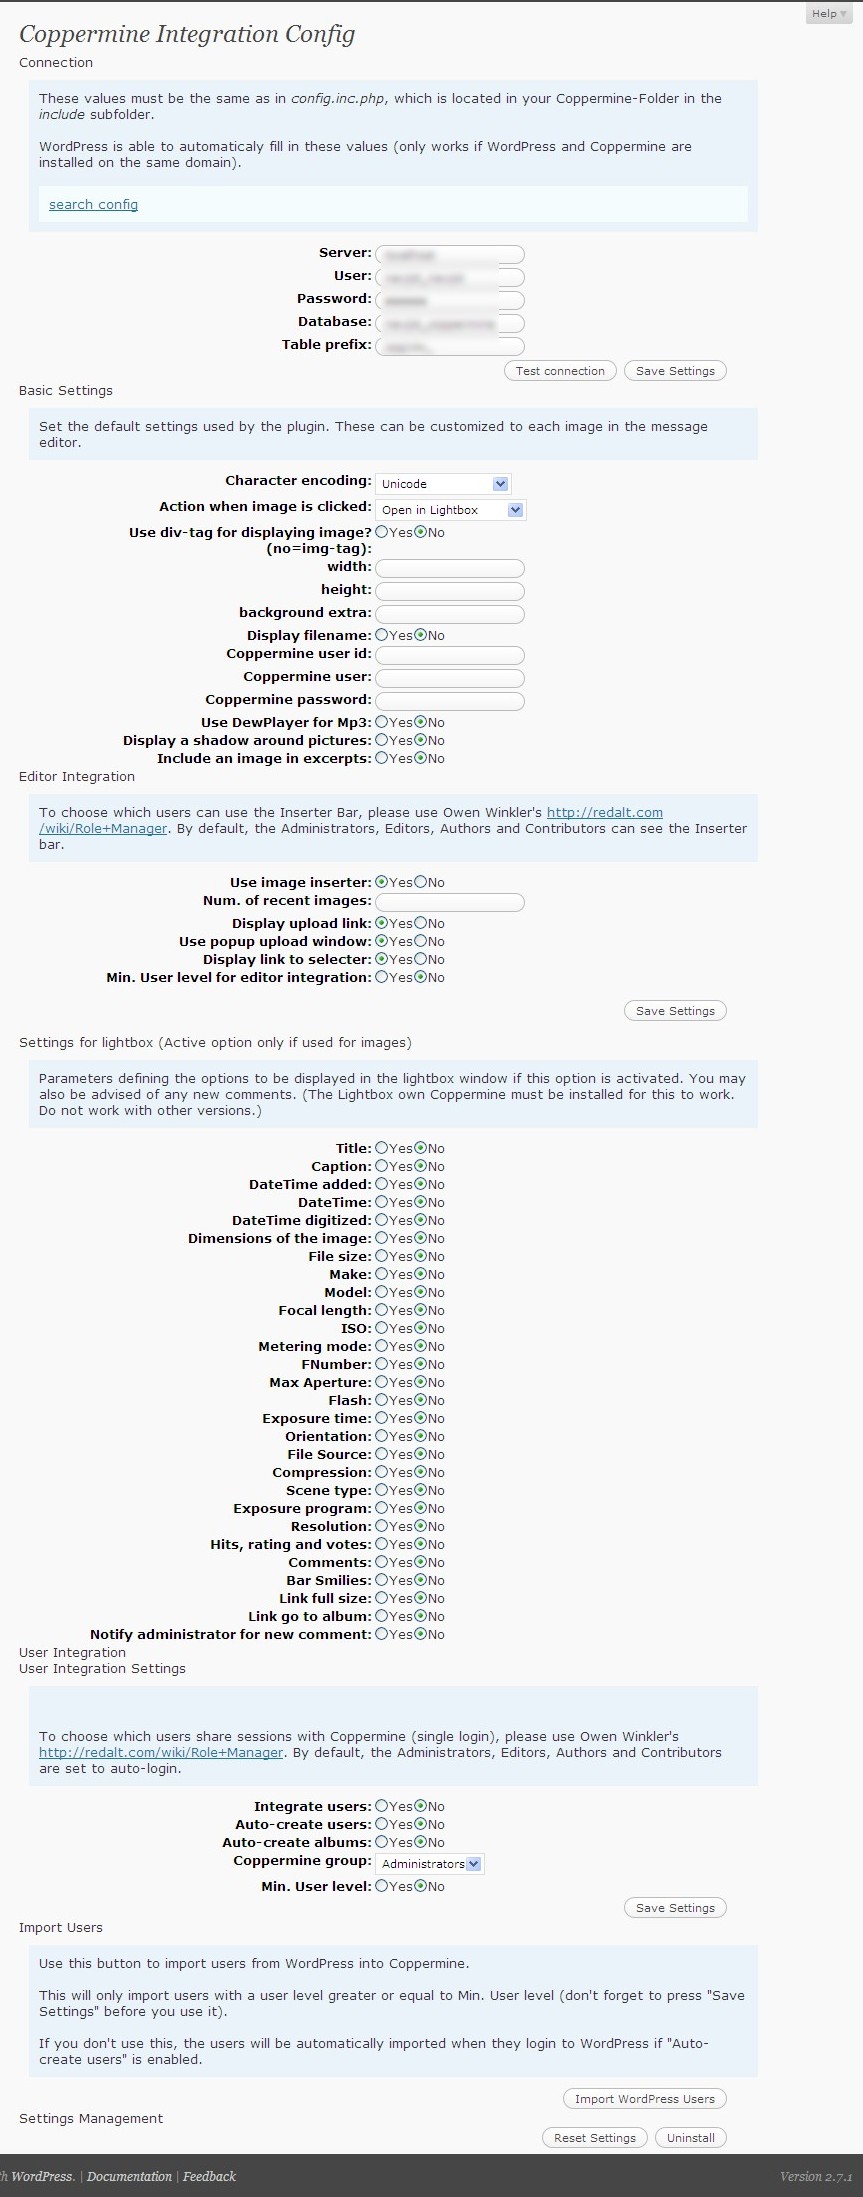 Help
Coppermine Integration Config
Connection
These values must be the same as in config.inc.php, which is located in your Coppermine-Folder in the
include subfolder.
WordPress is able to automaticaly fill in these values (only works if WordPress and Coppermine are
installed on the same domain).
search config
Server:
User:
Password:
Database:
Table prefix:
Test connection Save Settings
Basic Settings
Set the default settings used by the plugin. These can be customized to each image in the message
editor.
Character encoding: Unicode
Action when image is clicked: Open in Lightbox
Use div-tag for displaying image? Yes No
(no=img-tag):
width:
height:
background extra:
Display filename: Yes No
Coppermine user id:
Coppermine user:
Coppermine password:
Use DewPlayer for Mp3: Yes No
Display a shadow around pictures: Yes No
Include an image in excerpts: Yes No
Editor Integration
To choose which users can use the Inserter Bar, please use Owen Winkler's http://redalt.com
/wiki/Role+Manager. By default, the Administrators, Editors, Authors and Contributors can see the Inserter
bar.
Use image inserter: Yes No
Num. of recent images:
Display upload link: Yes No
Use popup upload window: Yes No
Display link to selecter: Yes No
Min. User level for editor integration: Yes No
Save Settings
Settings for lightbox (Active option only if used for images)
Parameters defining the options to be displayed in the lightbox window if this option is activated. You may
also be advised of any new comments. (The Lightbox own Coppermine must be installed for this to work.
Do not work with other versions.)
Title: Yes No
Caption: Yes No
DateTime added: Yes No
DateTime: Yes No
DateTime digitized: Yes No
Dimensions of the image: Yes No
File size: Yes No
Make: Yes No
Model: Yes No
Focal length: Yes No
ISO: Yes No
Metering mode: Yes No
FNumber: Yes No
Max Aperture: Yes No
Flash: Yes No
Exposure time: Yes No
Orientation: Yes No
File Source: Yes No
Compression: Yes No
Scene type: Yes No
Exposure program: Yes No
Resolution: Yes No
Hits, rating and votes: Yes No
Comments: Yes No
Bar Smilies: Yes No
Link full size: Yes No
Link go to album: Yes No
Notify administrator for new comment: Yes No
User Integration
User Integration Settings
To choose which users share sessions with Coppermine (single login), please use Owen Winkler's
http://redalt.com/wiki/Role+Manager. By default, the Administrators, Editors, Authors and Contributors
are set to auto-login.
Integrate users: Yes No
Auto-create users: Yes No
Auto-create albums: Yes No
Coppermine group: Administrators
Min. User level: Yes No
Save Settings
Import Users
Use this button to import users from WordPress into Coppermine.
This will only import users with a user level greater or equal to Min. User level (don't forget to press "Save
Settings" before you use it).
If you don't use this, the users will be automatically imported when they login to WordPress if "Auto-
create users" is enabled.
Import WordPress Users
Settings Management
Reset Settings Uninstall
h WordPress. | Documentation | Feedback Version 2.7.1